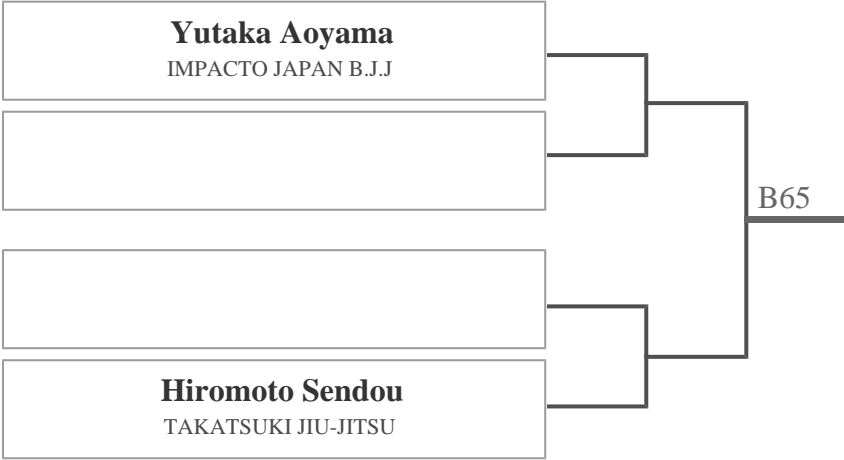 Yutaka Aoyama
IMPACTO JAPAN B.J.J
B65
Hiromoto Sendou
TAKATSUKI JIU-JITSU